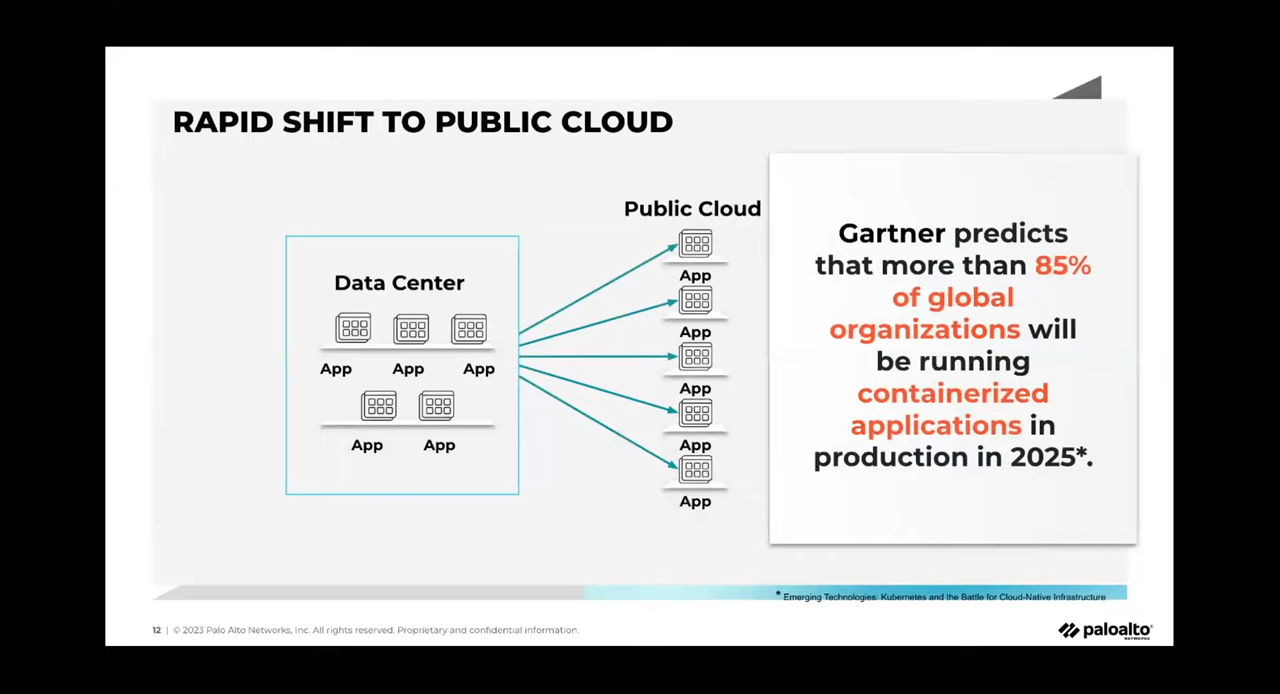 RAPID SHIFT TO PUBLIC CLOUD
Data Center
App App App
App App
Public Cloud
App
App
App
App
App
Gartner predicts
that more than 85%
of global
organizations will
be running
containerized
applications in
production in 2025*.
* Emerging Technologies: Kubernetes and the Battle for Cloud-Native Infrastructure
12 | © 2023 Palo Alto Networks, Inc. All rights reserved. Proprietary and confidential information.
paloalto®
NETWORKS